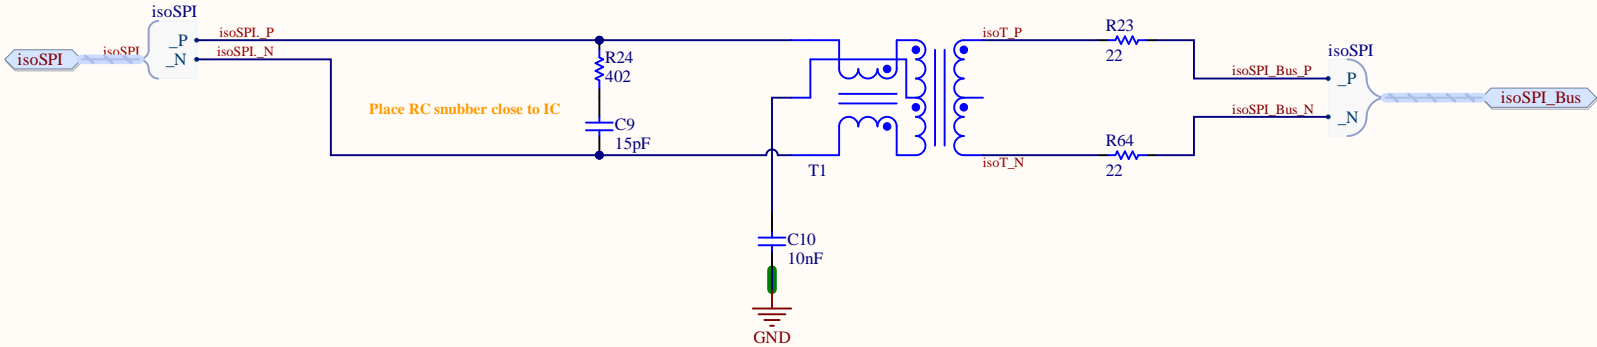 isoSPI
isoSPI
isoSPI
_P
_N
isoSPI_P
isoSPI_N
R24
402
Place RC snubber close to IC
C9
15pF
T1
C10
10nF
GND
isoT_P
isoT_N
R23
22
R64
22
isoSPI_Bus_P
isoSPI_Bus_N
isoSPI
_P
_N
isoSPI_Bus